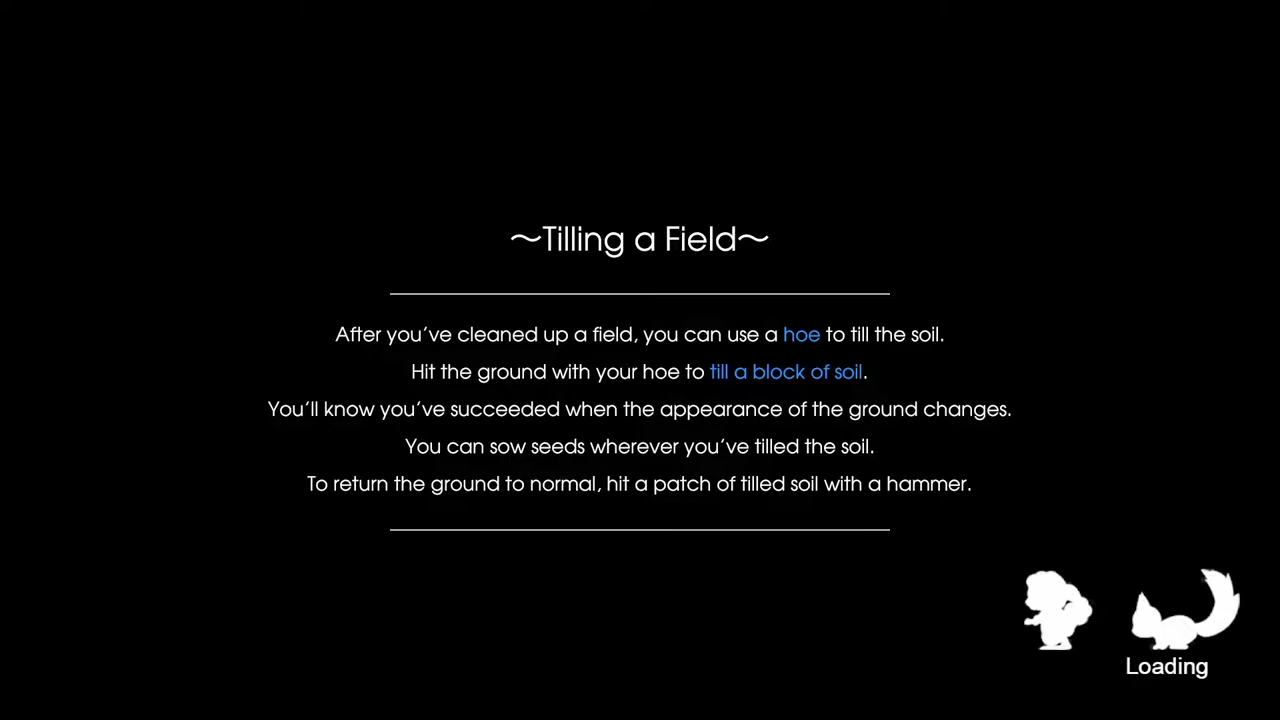 ～Tilling a Field～
After you've cleaned up a field, you can use a hoe to till the soil.
Hit the ground with your hoe to till a block of soil.
You'll know you've succeeded when the appearance of the ground changes.
You can sow seeds wherever you've tilled the soil.
To return the ground to normal, hit a patch of tilled soil with a hammer.
Loading